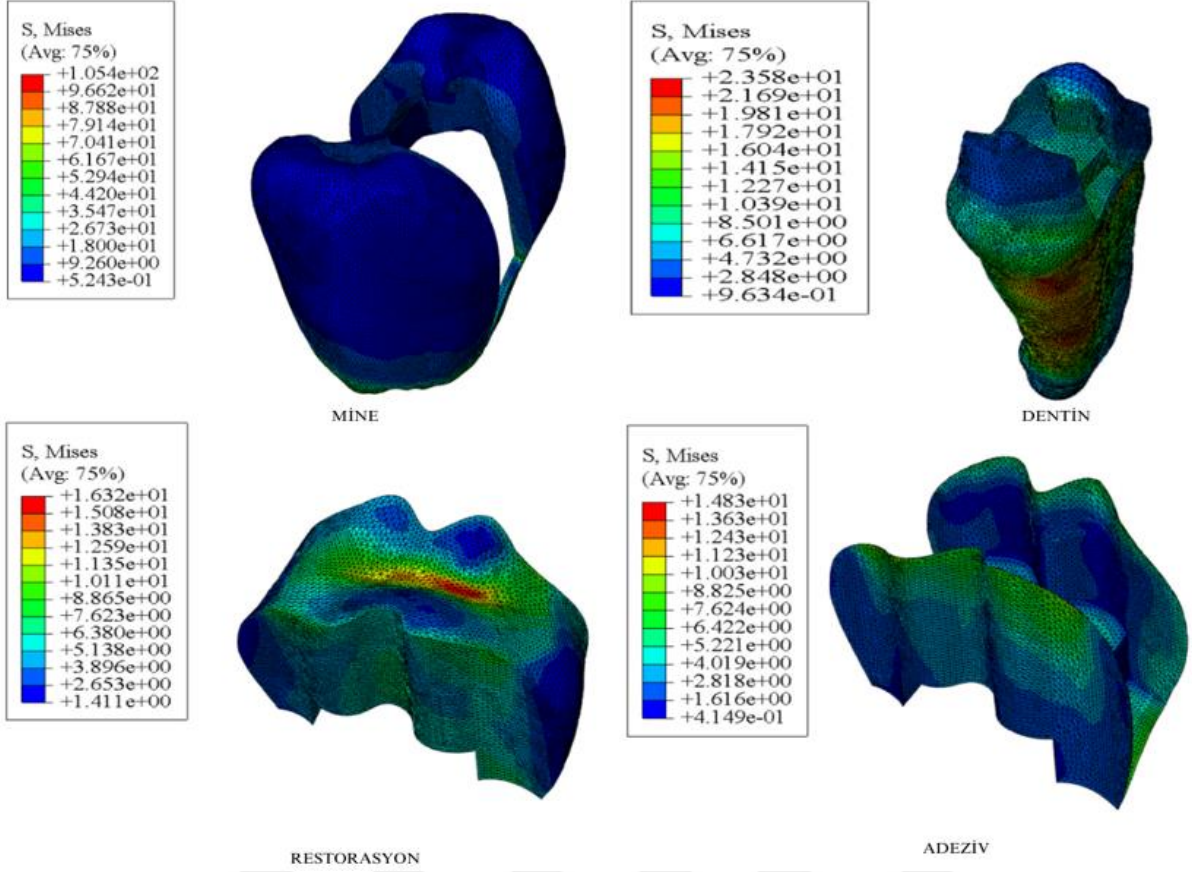 S, Mises
(Avg: 75%)
+1.054e+02
+9.662e+01
+8.788e+01
+7.914e+01
+7.041e+01
+6.167e+01
+5.294e+01
+4.420e+01
+3.547e+01
+2.673e+01
+1.800e+01
+9.260e+00
+5.243e-01
MİNE
S, Mises
(Avg: 75%)
+2.358e+01
+2.169e+01
+1.981e+01
+1.792e+01
+1.604e+01
+1.415e+01
+1.227e+01
+1.039e+01
+8.501e+00
+6.617e+00
+4.732e+00
+2.848e+00
+9.634e-01
DENTİN
S, Mises
(Avg: 75%)
+1.632e+01
+1.508e+01
+1.383e+01
+1.259e+01
+1.135e+01
+1.011e+01
+8.865e+00
+7.623e+00
+6.380e+00
+5.138e+00
+3.896e+00
+2.653e+00
+1.411e+00
RESTORASYON
S, Mises
(Avg: 75%)
+1.483e+01
+1.363e+01
+1.243e+01
+1.123e+01
+1.003e+01
+8.825e+00
+7.624e+00
+6.422e+00
+5.221e+00
+4.019e+00
+2.818e+00
+1.616e+00
+4.149e-01
ADEZİV